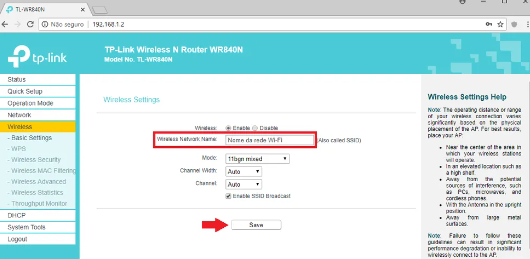 TL-WR840N
Não seguro
192.168.1.2
tp-link
TP-Link Wireless N Router WR840N
Model No. TL-WR840N
Status
Quick Setup
Operation Mode
Network
Wireless
- Basic Settings
- WPS
- Wireless Security
- Wireless MAC Filtering
- Wireless Advanced
- Wireless Statistics
- Throughput Monitor
DHCP
System Tools
Logout
Wireless Settings
Wireless: Enable Disable
Wireless Network Name: Nome da rede Wi-Fi (Also called SSID)
Mode: 11bgn mixed
Channel Width: Auto
Channel: Auto
Enable SSID Broadcast
Save
Wireless Settings Help
Note: The operating distance or range
of your wireless connection varies
significantly based on the physical
placement of the AP. For best results,
place your AP:
• Near the center of the area in
which your wireless stations
will operate.
• In an elevated location such as
a high shelf.
• Away from the potential
sources of interference, such
as PCs, microwaves, and
cordless phones
• With the Antenna in the upright
position.
• Away from large metal
surfaces.
Note: Failure to follow these
guidelines can result in significant
performance degradation or inability to
wirelessly connect to the AP.